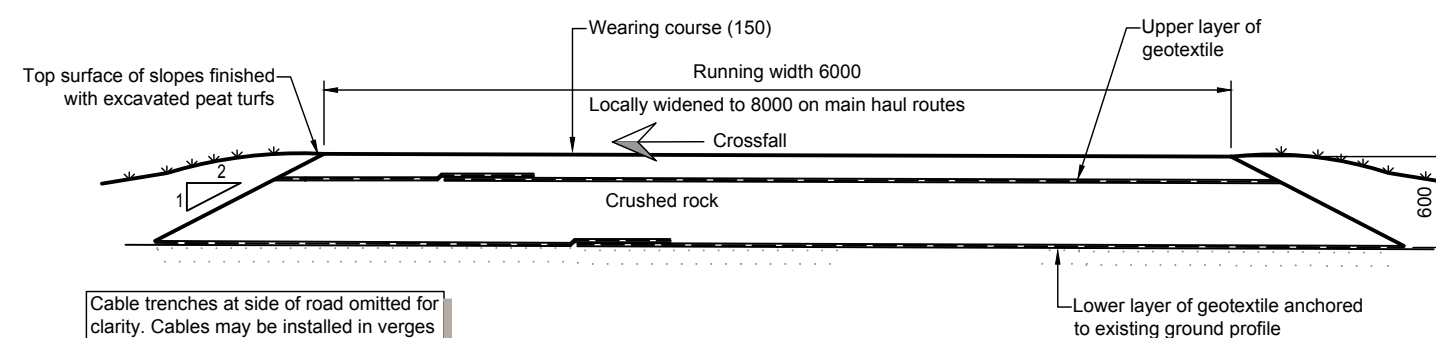 Wearing course (150)
Upper layer of
geotextile
Running width 6000
Top surface of slopes finished
with excavated peat turfs
Locally widened to 8000 on main haul routes
Crossfall
2
1
Crushed rock
600
Cable trenches at side of road omitted for
clarity. Cables may be installed in verges
Lower layer of geotextile anchored
to existing ground profile